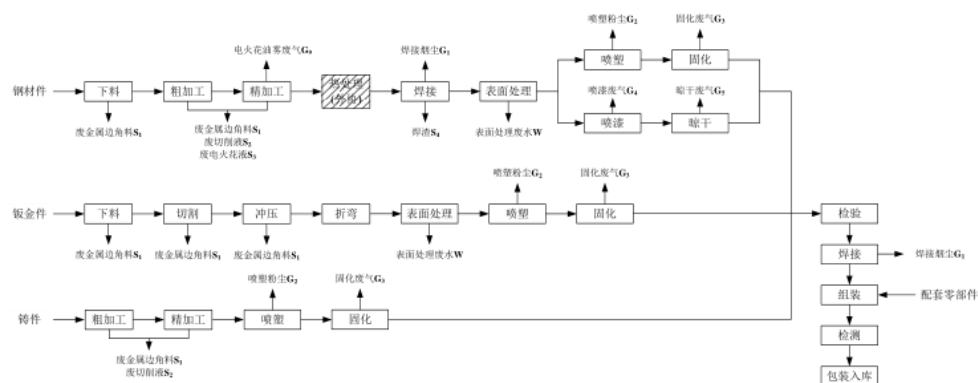 喷塑粉尘G₂
固化废气G₃
电火花油雾废气G₀
焊接烟尘G₁
喷塑
固化
钢材件
下料
粗加工
精加工
热处理
焊接
表面处理
喷漆废气G₄
晾干废气G₅
喷漆
晾干
废金属边角料S₁
废金属边角料S₁
废切削液S₂
废电火花液S₃
焊渣S₄
表面处理废水W
喷塑粉尘G₂
固化废气G₃
钣金件
下料
切割
冲压
折弯
表面处理
喷塑
固化
检验
废金属边角料S₁
废金属边角料S₁
废金属边角料S₁
表面处理废水W
焊接
焊接烟尘G₁
喷塑粉尘G₂
固化废气G₃
组装
配套零部件
铸件
粗加工
精加工
喷塑
固化
检测
废金属边角料S₁
废切削液S₂
包装入库